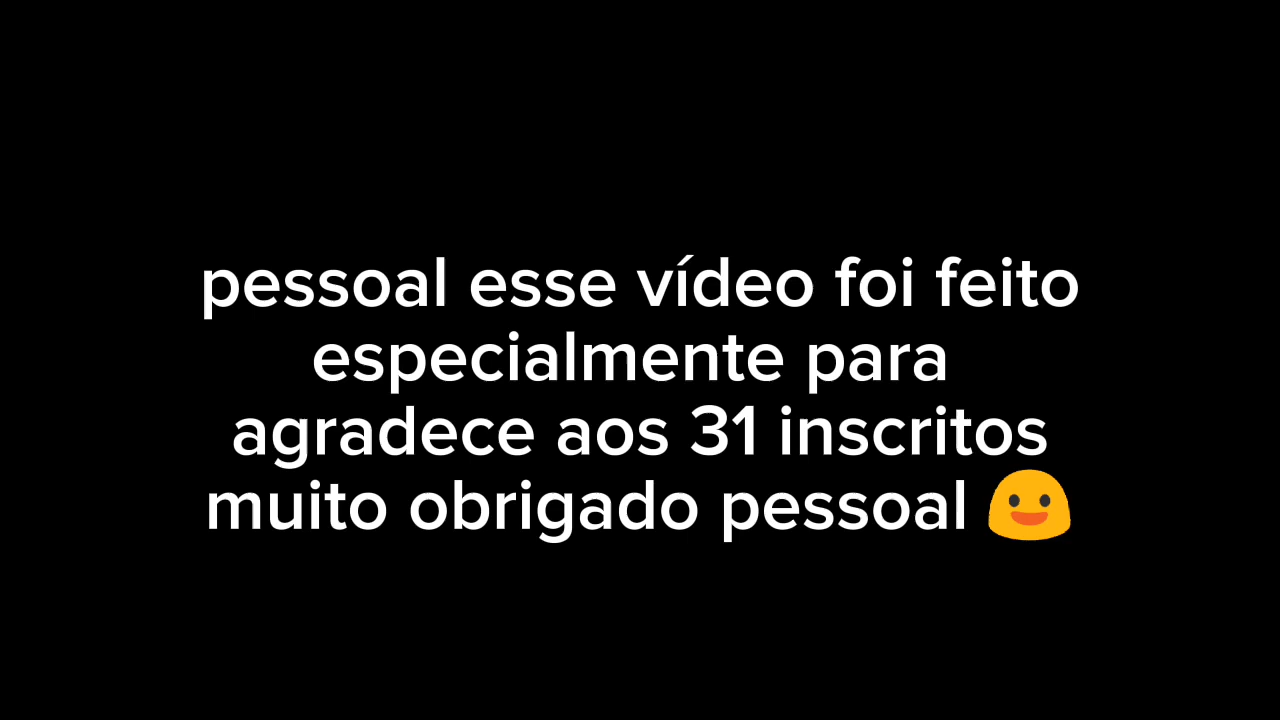 pessoal esse vídeo foi feito
especialmente para
agradece aos 31 inscritos
muito obrigado pessoal 😃